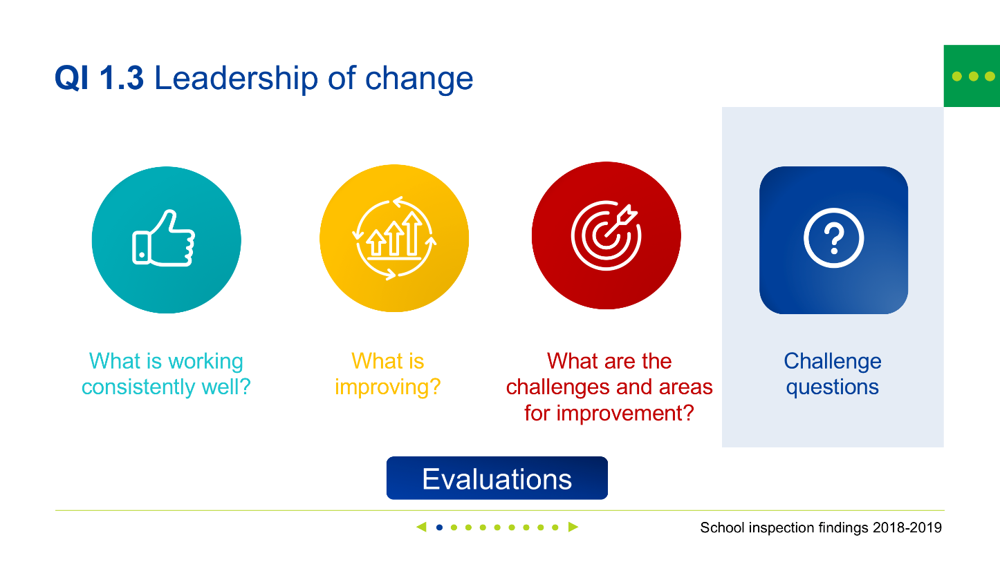 QI 1.3 Leadership of change
What is working
consistently well?
What is
improving?
What are the
challenges and areas
for improvement?
Challenge
questions
Evaluations
School inspection findings 2018-2019